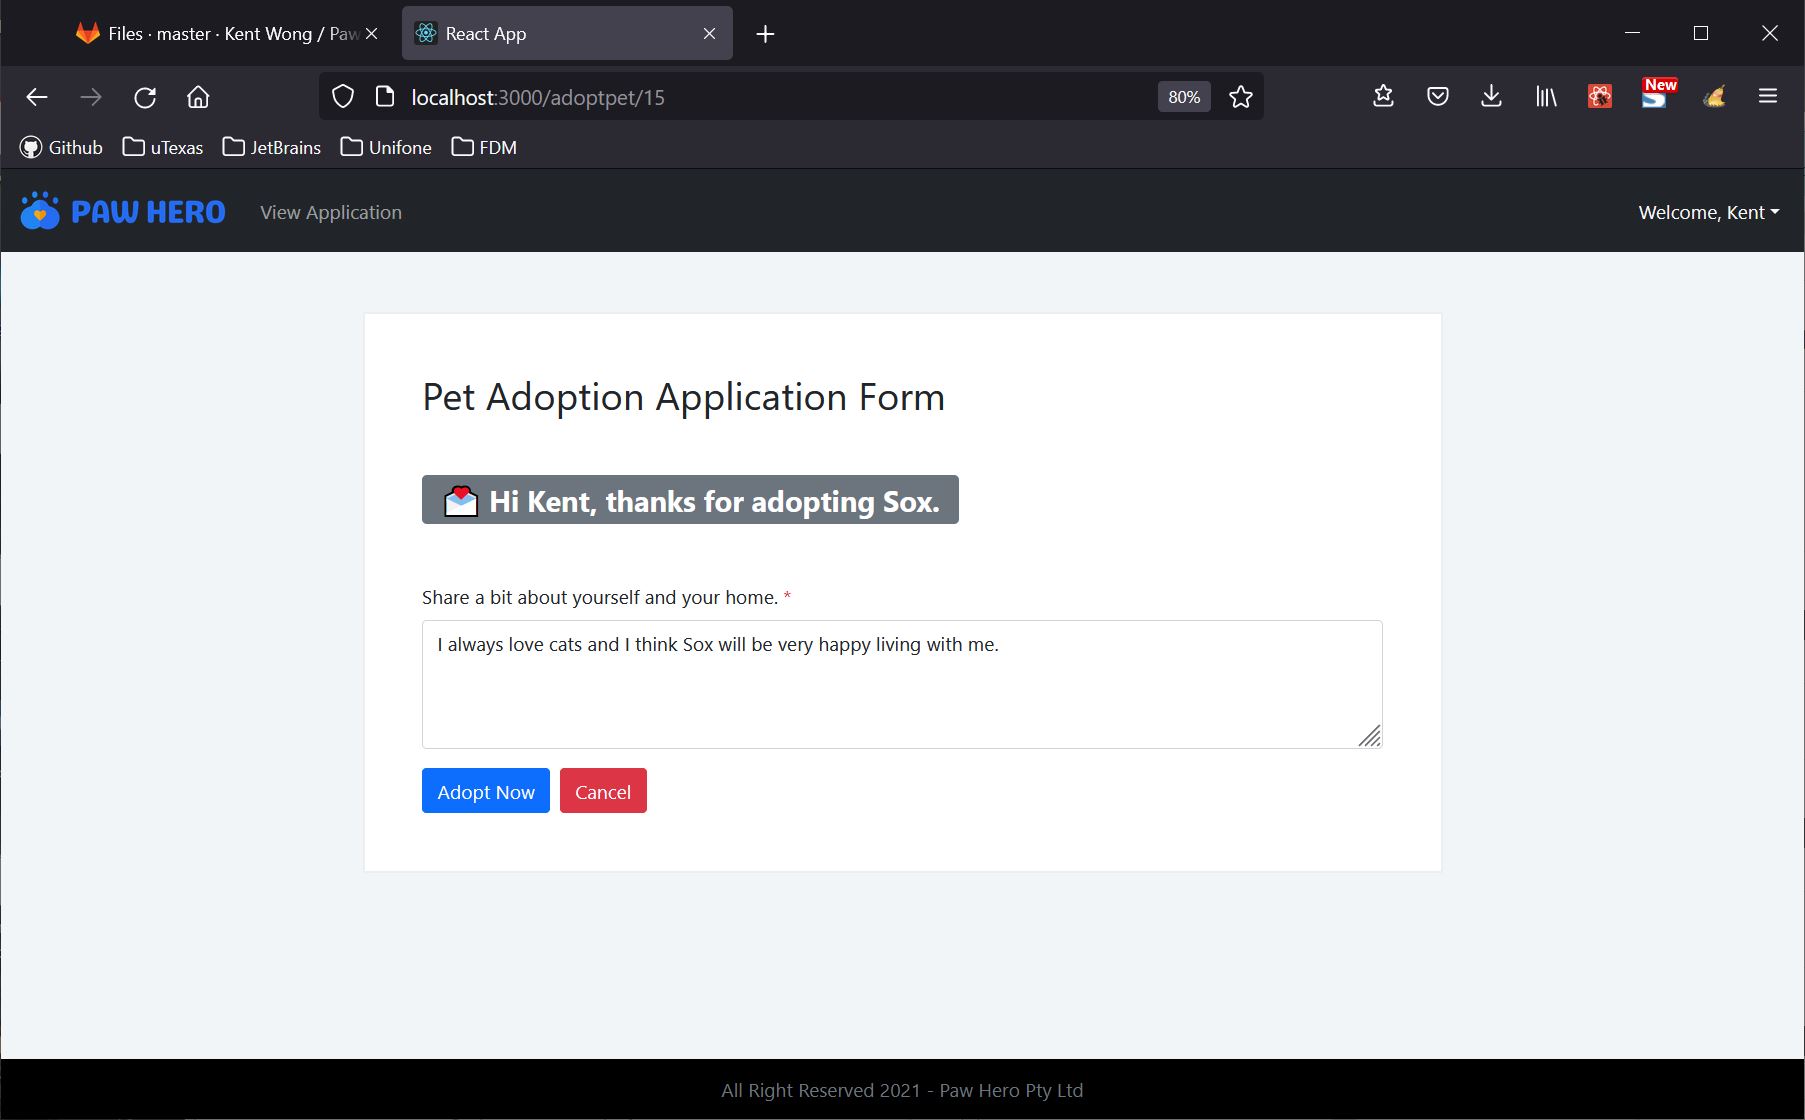 Files · master · Kent Wong / Paw
React App
localhost:3000/adoptpet/15
80%
New
Github
uTexas
JetBrains
Unifone
FDM
PAW HERO
View Application
Welcome, Kent
Pet Adoption Application Form
Hi Kent, thanks for adopting Sox.
Share a bit about yourself and your home. *
I always love cats and I think Sox will be very happy living with me.
Adopt Now
Cancel
All Right Reserved 2021 - Paw Hero Pty Ltd